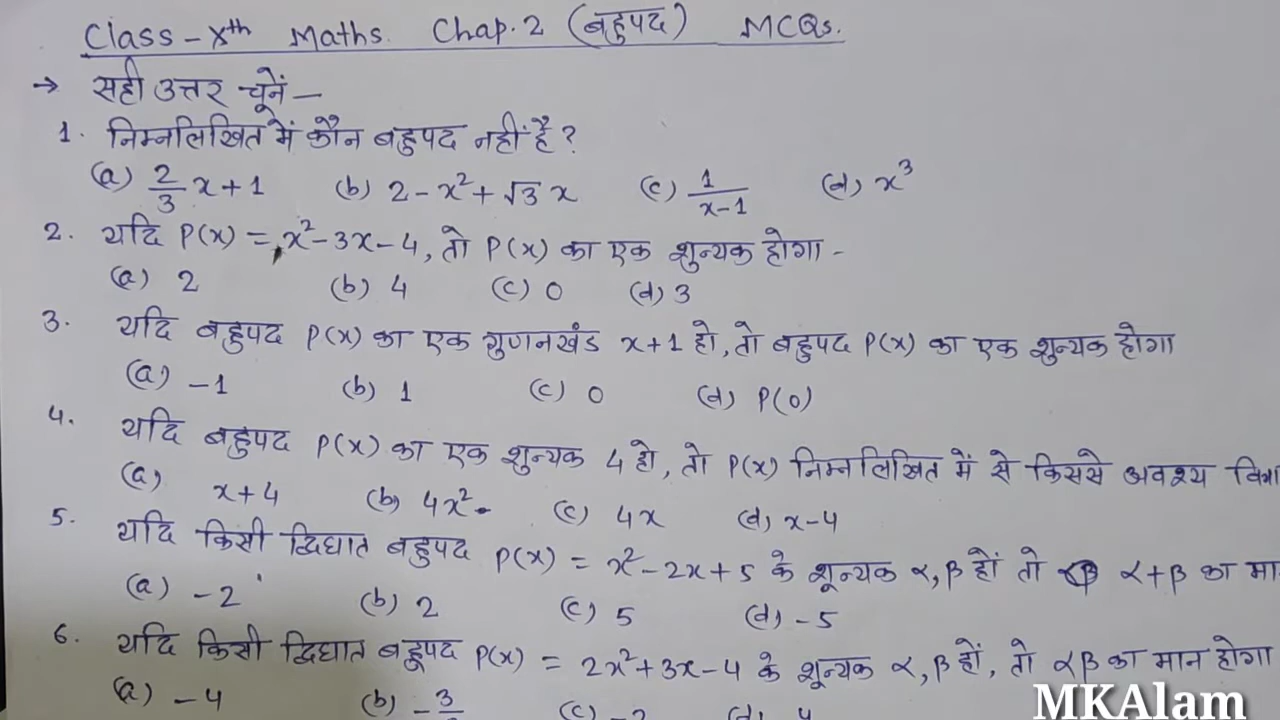 Class - Xth Maths. Chap. 2 (बहुपद) MCQs.
→ सही उत्तर चूनें —
1. निम्नलिखित में कौन बहुपद नहीं है ?
(a) 2/3 x + 1 (b) 2 - x² + √3 x (c) 1/(x-1) (d) x³
2. यदि P(x) = x² - 3x - 4, तो P(x) का एक शुन्यक होगा -
(a) 2 (b) 4 (c) 0 (d) 3
3. यदि बहुपद P(x) का एक गुणनखंड x+1 हो, तो बहुपद P(x) का एक शुन्यक होगा
(a) -1 (b) 1 (c) 0 (d) P(0)
4. यदि बहुपद P(x) का एक शुन्यक 4 हो, तो P(x) निम्नलिखित में से किससे अवश्य
(a) x+4 (b) 4x² (c) 4x (d) x-4
5. यदि किसी द्विघात बहुपद P(x) = x² - 2x + 5 के शून्यक α, β हों तो α+β का
(a) -2 (b) 2 (c) 5 (d) -5
6. यदि किसी द्विघात बहूपद P(x) = 2x² + 3x - 4 के शून्यक α, β हों, तो αβ का मान होगा
(a) -4 (b) (c) -2 (d) 4
MKAlam